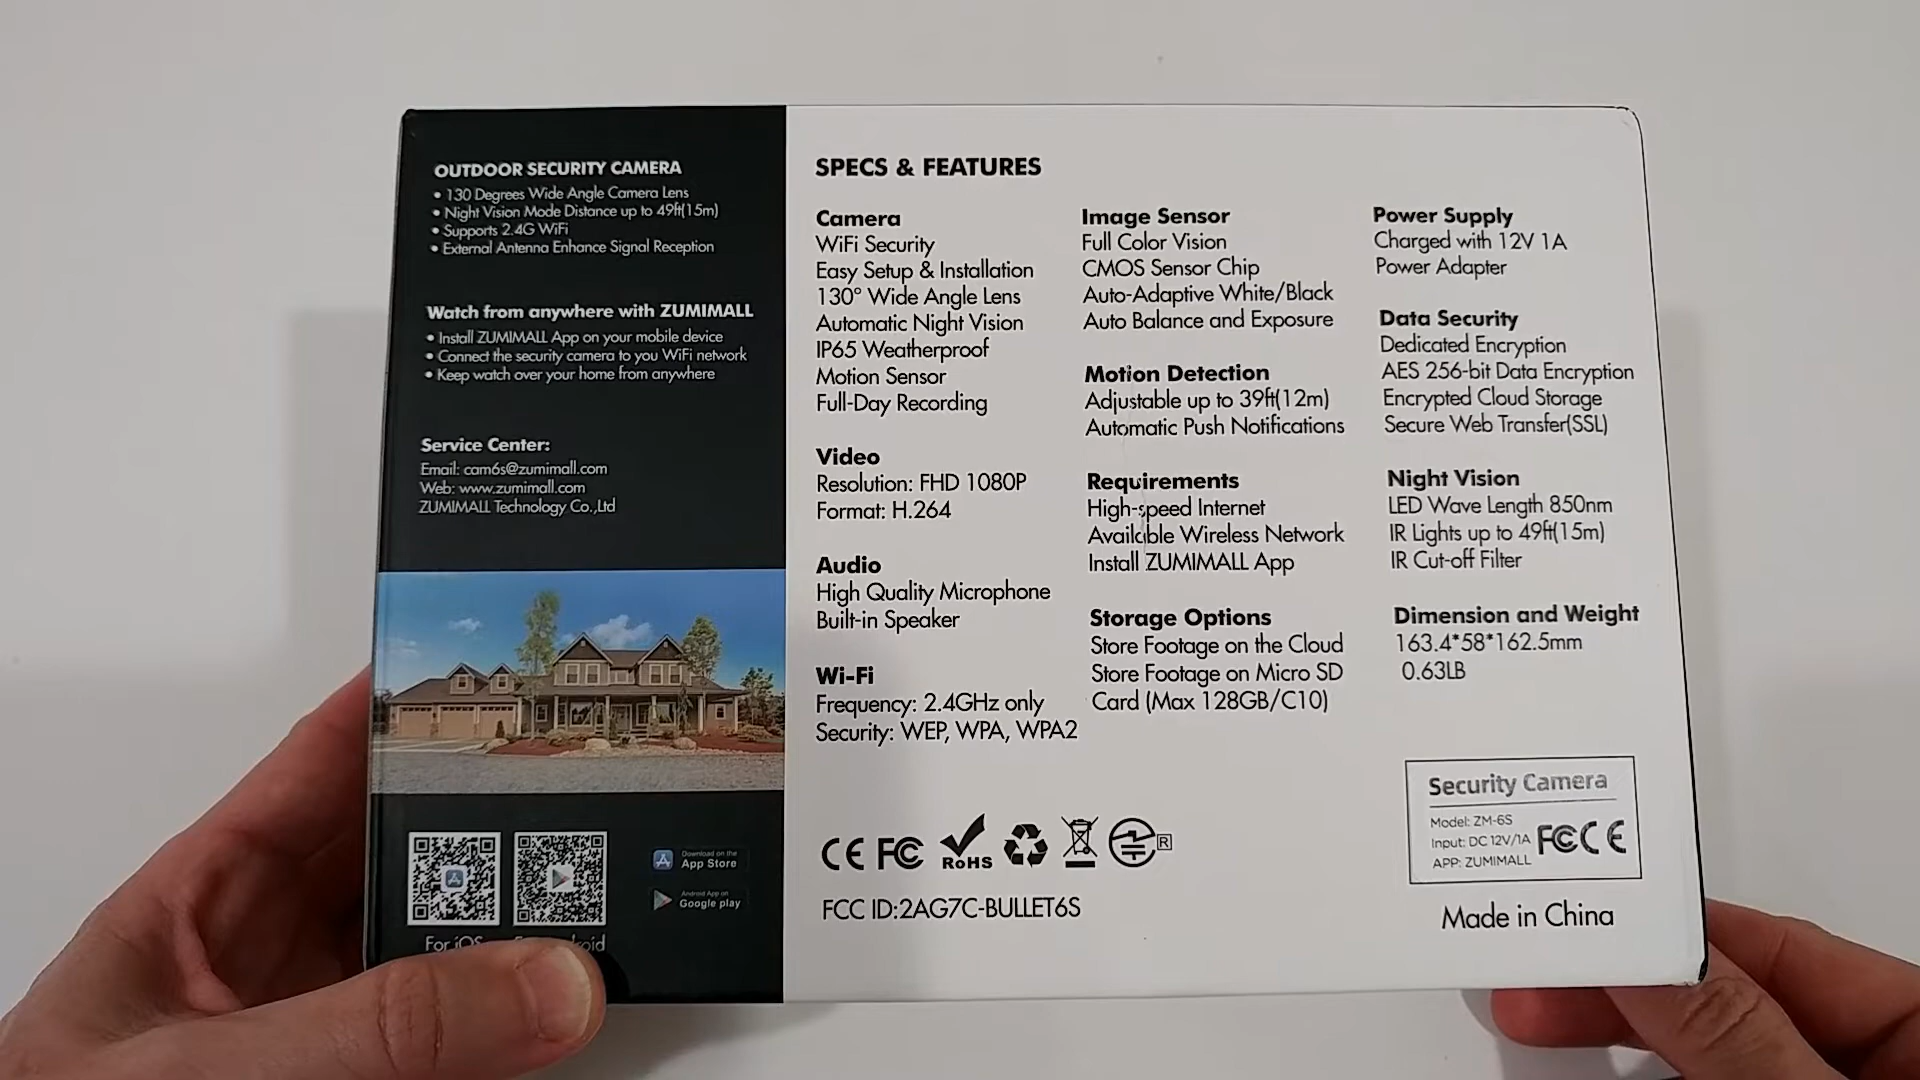 OUTDOOR SECURITY CAMERA
• 130 Degrees Wide Angle Camera Lens
• Night Vision Mode Distance up to 49ft(15m)
• Supports 2.4G WiFi
• External Antenna Enhance Signal Reception
Watch from anywhere with ZUMIMALL
• Install ZUMIMALL App on your mobile device
• Connect the security camera to you WiFi network
• Keep watch over your home from anywhere
Service Center:
Email: cam6s@zumimall.com
Web: www.zumimall.com
ZUMIMALL Technology Co.,Ltd
Download on the
App Store
Android App on
Google play
For iOS
SPECS & FEATURES
Camera
WiFi Security
Easy Setup & Installation
130° Wide Angle Lens
Automatic Night Vision
IP65 Weatherproof
Motion Sensor
Full-Day Recording
Video
Resolution: FHD 1080P
Format: H.264
Audio
High Quality Microphone
Built-in Speaker
Wi-Fi
Frequency: 2.4GHz only
Security: WEP, WPA, WPA2
Image Sensor
Full Color Vision
CMOS Sensor Chip
Auto-Adaptive White/Black
Auto Balance and Exposure
Motion Detection
Adjustable up to 39ft(12m)
Automatic Push Notifications
Requirements
High-speed Internet
Available Wireless Network
Install ZUMIMALL App
Storage Options
Store Footage on the Cloud
Store Footage on Micro SD
Card (Max 128GB/C10)
Power Supply
Charged with 12V 1A
Power Adapter
Data Security
Dedicated Encryption
AES 256-bit Data Encryption
Encrypted Cloud Storage
Secure Web Transfer(SSL)
Night Vision
LED Wave Length 850nm
IR Lights up to 49ft(15m)
IR Cut-off Filter
Dimension and Weight
163.4*58*162.5mm
0.63LB
CE FC RoHS R
FCC ID:2AG7C-BULLET6S
Security Camera
Model: ZM-6S
Input: DC 12V/1A
APP: ZUMIMALL
FC CE
Made in China